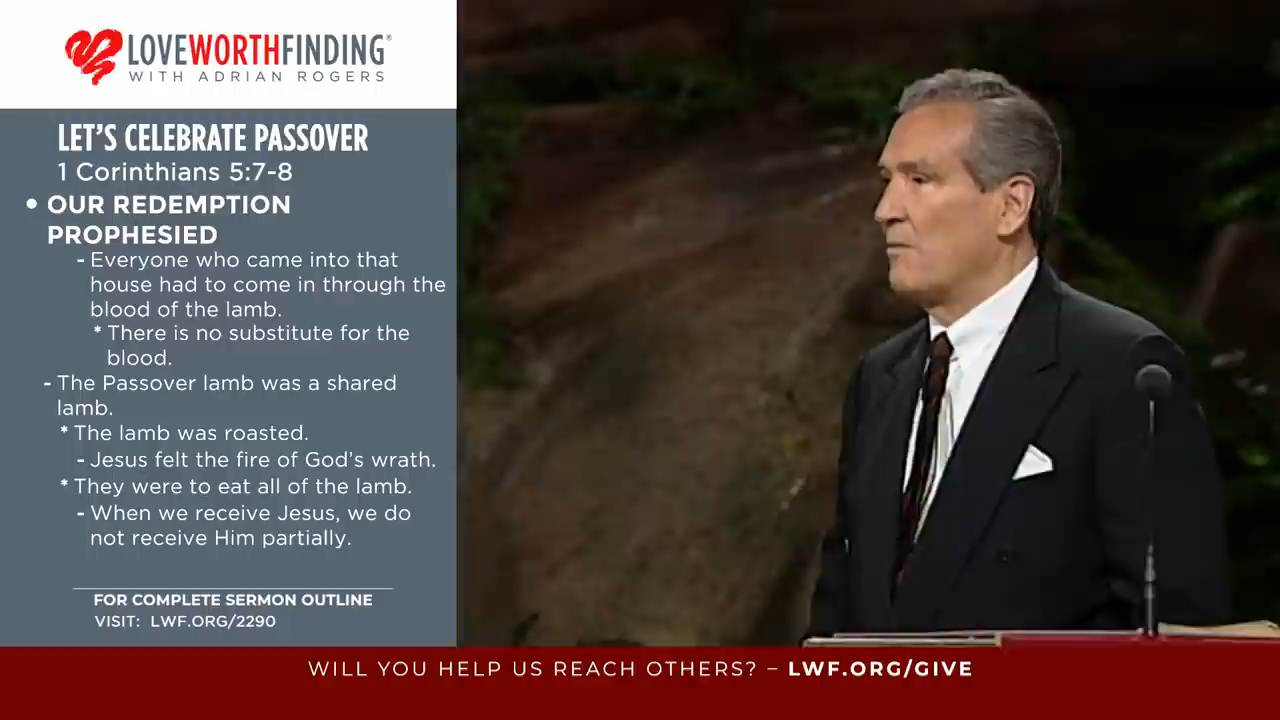 LOVEWORTHFINDING®
WITH ADRIAN ROGERS
LET'S CELEBRATE PASSOVER
1 Corinthians 5:7-8
• OUR REDEMPTION
PROPHESIED
- Everyone who came into that
house had to come in through the
blood of the lamb.
* There is no substitute for the
blood.
- The Passover lamb was a shared
lamb.
* The lamb was roasted.
- Jesus felt the fire of God's wrath.
* They were to eat all of the lamb.
- When we receive Jesus, we do
not receive Him partially.
FOR COMPLETE SERMON OUTLINE
VISIT: LWF.ORG/2290
WILL YOU HELP US REACH OTHERS? – LWF.ORG/GIVE